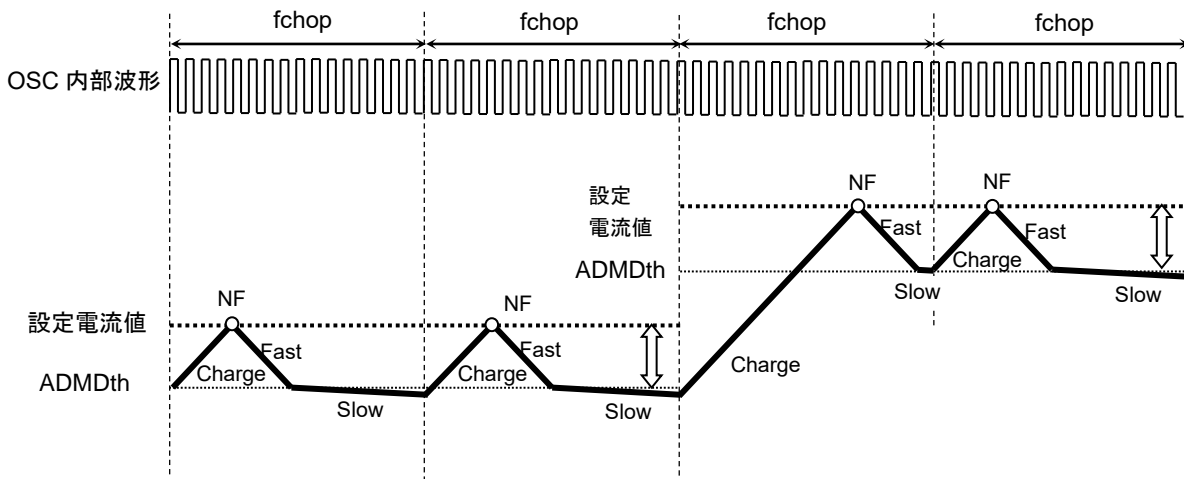 fchop
fchop
fchop
fchop
OSC 内部波形
設定
電流値
NF
NF
Fast
Fast
ADMDth
Charge
Slow
Slow
設定電流値
NF
NF
Fast
Fast
Charge
Charge
Charge
ADMDth
Slow
Slow